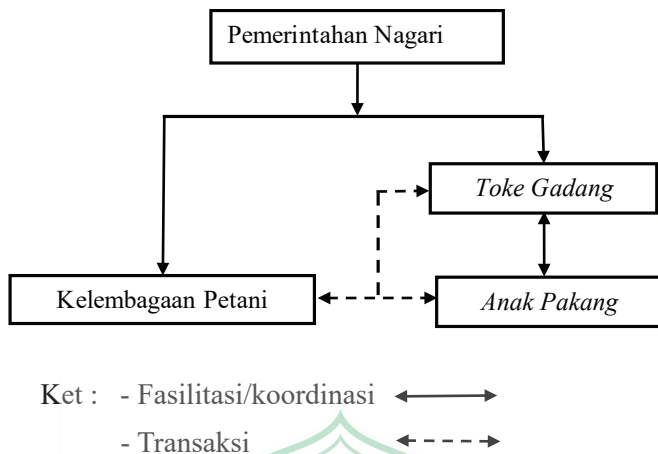 Pemerintahan Nagari
Toke Gadang
Kelembagaan Petani
Anak Pakang
Ket : - Fasilitasi/koordinasi
- Transaksi